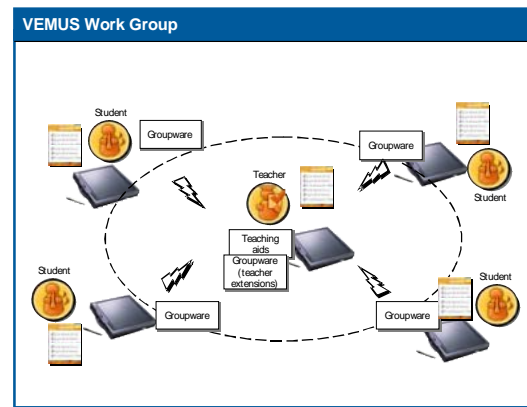 VEMUS Work Group
Student
Groupware
Groupware
Student
Teacher
Teaching
aids
Groupware
(teacher
extensions)
Student
Groupware
Student
Groupware